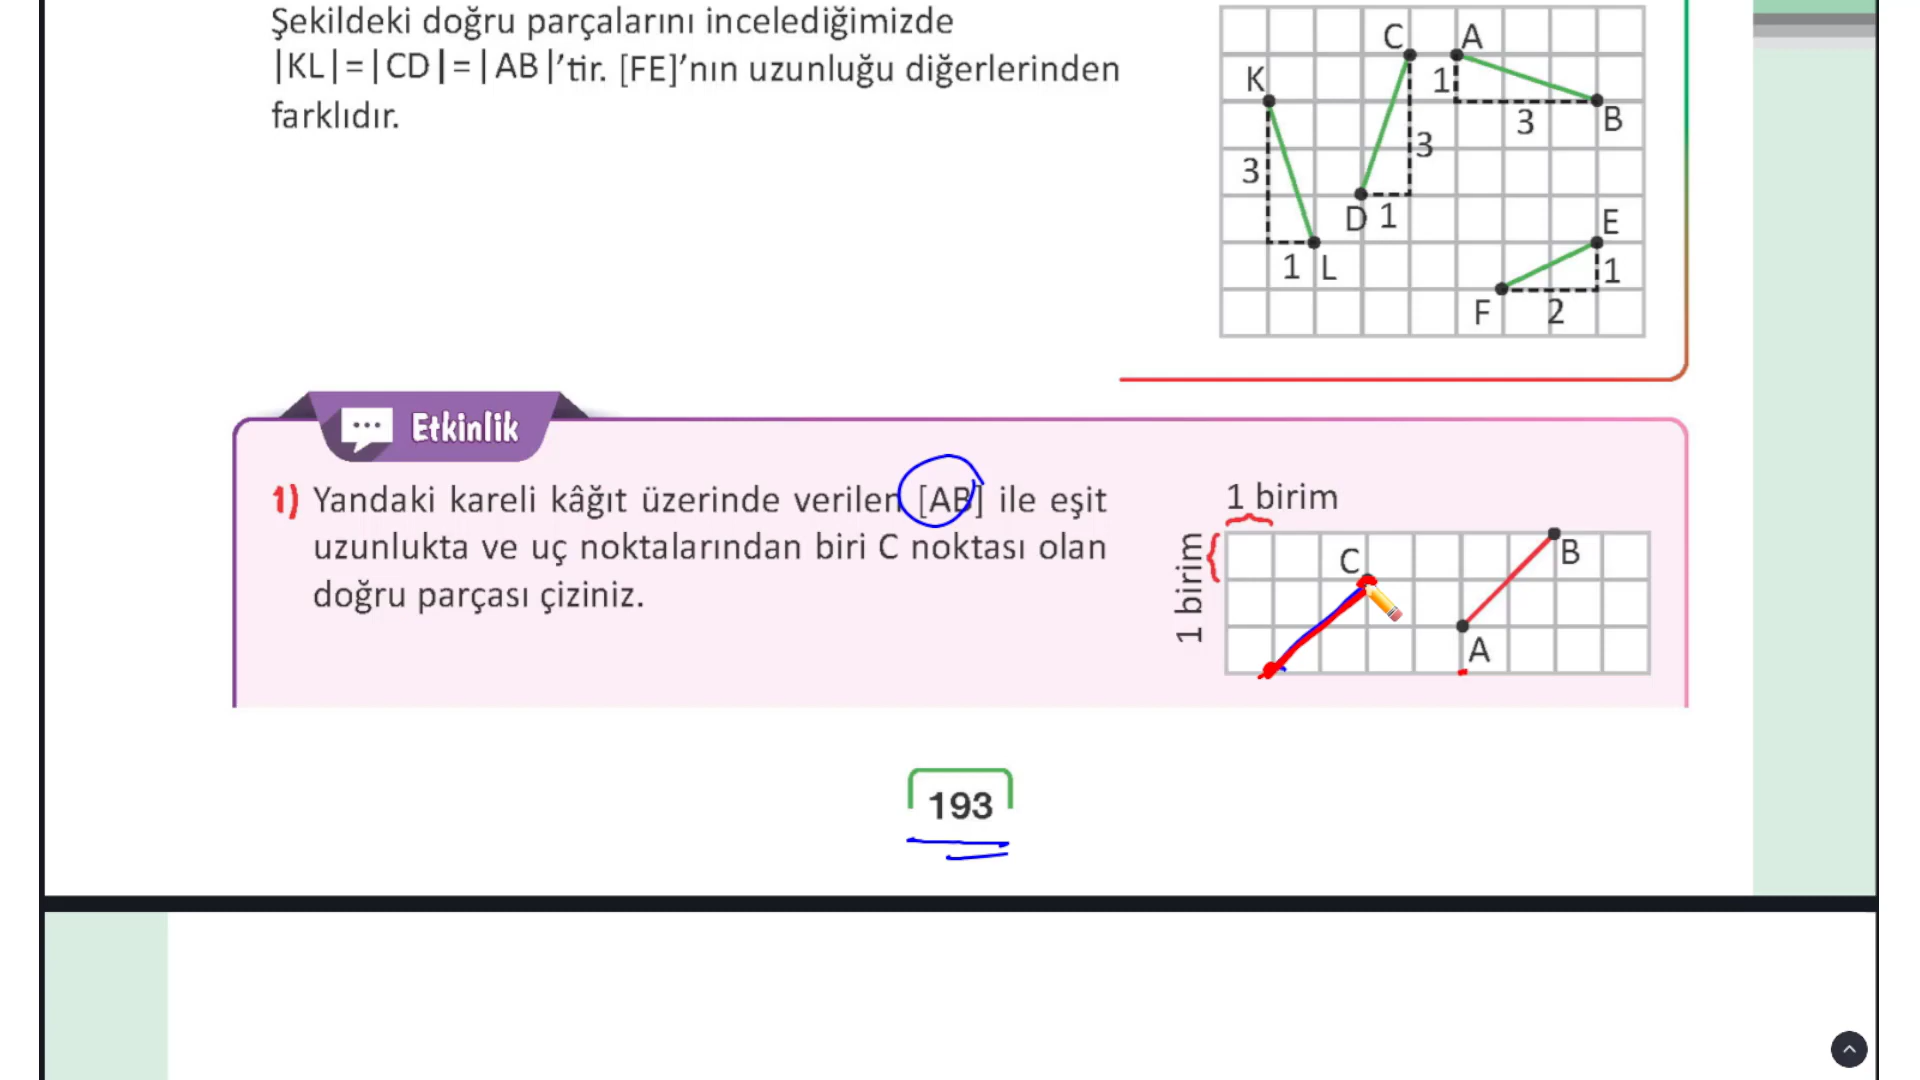 Şekildeki doğru parçalarını incelediğimizde
|KL|=|CD|=|AB|’tir. [FE]’nın uzunluğu diğerlerinden
farklıdır.
C A
K 1
3 B
3 3
D 1
E
1 L 1
F 2
Etkinlik
1) Yandaki kareli kâğıt üzerinde verilen [AB] ile eşit
uzunlukta ve uç noktalarından biri C noktası olan
doğru parçası çiziniz.
1 birim
1 birim
C B
A
193